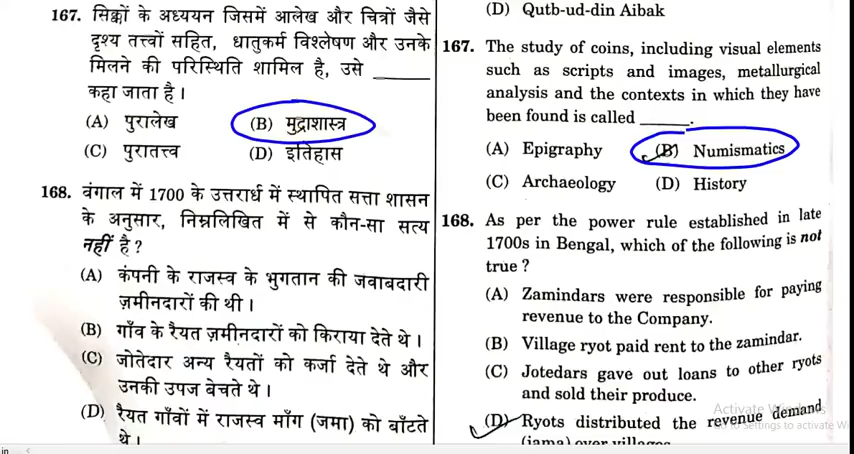 167. सिक्कों के अध्ययन जिसमें आलेख और चित्रों जैसे
दृश्य तत्त्वों सहित, धातुकर्म विश्लेषण और उनके
मिलने की परिस्थिति शामिल है, उसे ______
कहा जाता है।
(A) पुरालेख
(B) मुद्राशास्त्र
(C) पुरातत्त्व
(D) इतिहास
168. बंगाल में 1700 के उत्तरार्ध में स्थापित सत्ता शासन
के अनुसार, निम्नलिखित में से कौन-सा सत्य
नहीं है ?
(A) कंपनी के राजस्व के भुगतान की जवाबदारी
ज़मीनदारों की थी।
(B) गाँव के रैयत ज़मीनदारों को किराया देते थे।
(C) जोतेदार अन्य रैयतों को कर्जा देते थे और
उनकी उपज बेचते थे।
(D) रैयत गाँवों में राजस्व माँग (जमा) को बाँटते
थे।
(D) Qutb-ud-din Aibak
167. The study of coins, including visual elements
such as scripts and images, metallurgical
analysis and the contexts in which they have
been found is called ______.
(A) Epigraphy
(B) Numismatics
(C) Archaeology
(D) History
168. As per the power rule established in late
1700s in Bengal, which of the following is not
true ?
(A) Zamindars were responsible for paying
revenue to the Company.
(B) Village ryot paid rent to the zamindar.
(C) Jotedars gave out loans to other ryots
and sold their produce.
(D) Ryots distributed the revenue demand
(jama) over villages
Activate Windows
Go to Settings to activate Wi
in